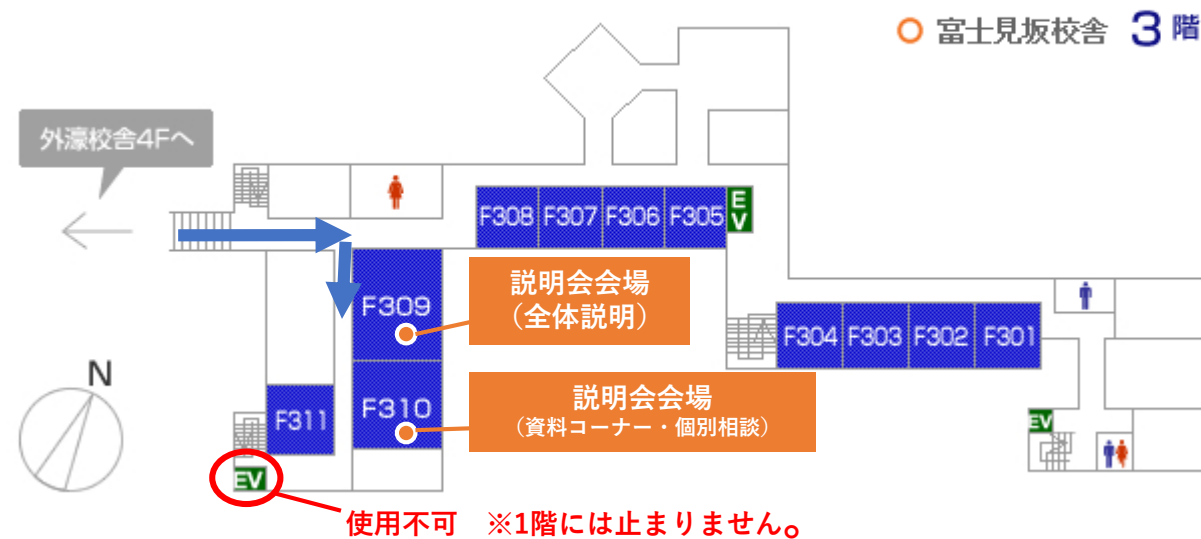 富士見坂校舎 3階
外濠校舎4Fへ
F308 F307 F306 F305 EV
説明会会場
（全体説明）
F309
F304 F303 F302 F301
N
説明会会場
（資料コーナー・個別相談）
F310
F311
EV
EV
使用不可　※1階には止まりません。